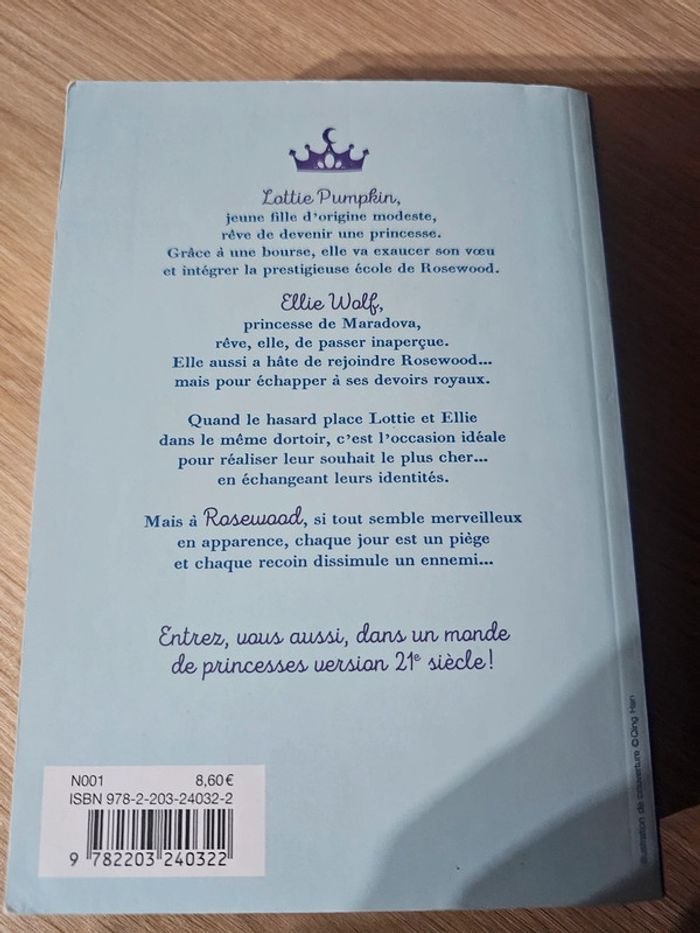 Lottie Pumpkin,
jeune fille d'origine modeste,
rêve de devenir une princesse.
Grâce à une bourse, elle va exaucer son vœu
et intégrer la prestigieuse école de Rosewood.
Ellie Wolf,
princesse de Maradova,
rêve, elle, de passer inaperçue.
Elle aussi a hâte de rejoindre Rosewood...
mais pour échapper à ses devoirs royaux.
Quand le hasard place Lottie et Ellie
dans le même dortoir, c'est l'occasion idéale
pour réaliser leur souhait le plus cher...
en échangeant leurs identités.
Mais à Rosewood, si tout semble merveilleux
en apparence, chaque jour est un piège
et chaque recoin dissimule un ennemi...
Entrez, vous aussi, dans un monde
de princesses version 21e siècle !
N001 8,60 €
ISBN 978-2-203-24032-2
9 782203 240322
Illustration de couverture © Qing Han